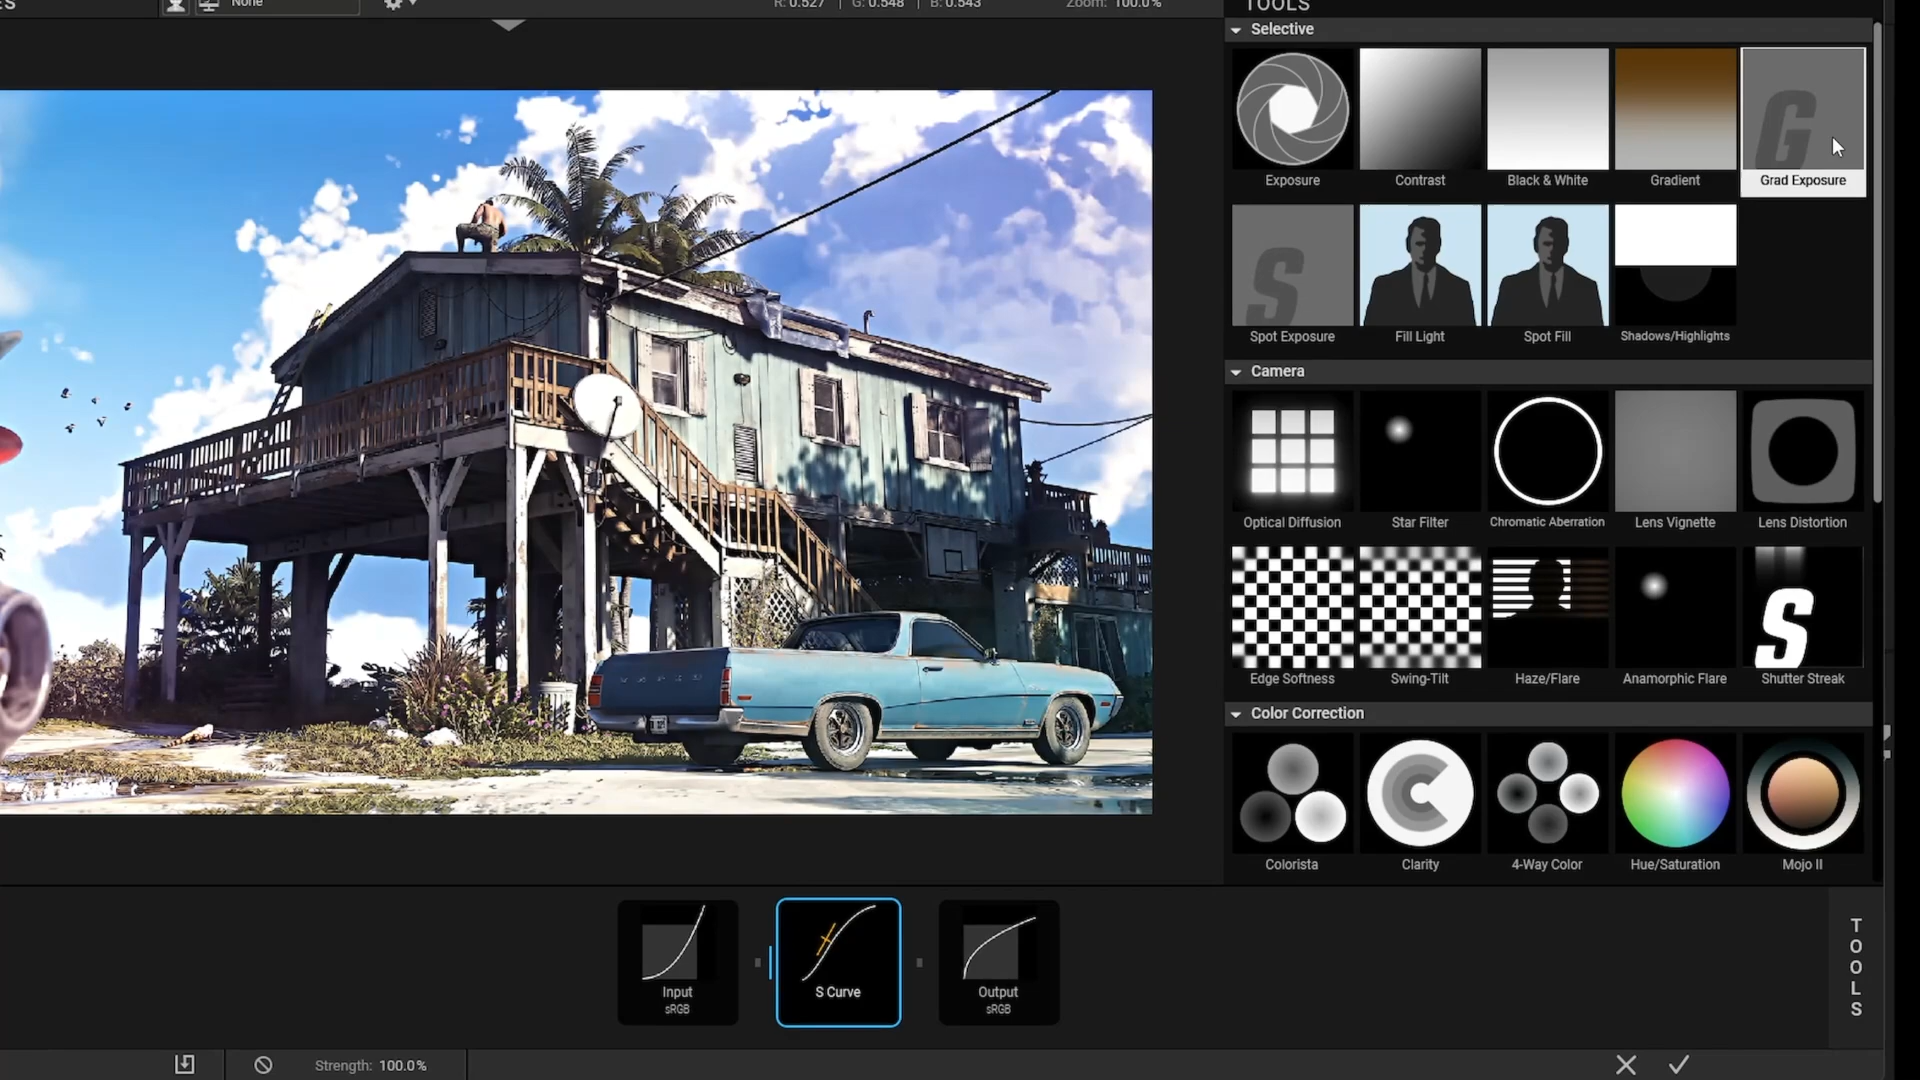 None
R: 0.527 | G: 0.548 | B: 0.543
Zoom: 100.0%
TOOLS
Selective
Exposure
Contrast
Black & White
Gradient
G
Grad Exposure
S
Spot Exposure
Fill Light
Spot Fill
Shadows/Highlights
Camera
Optical Diffusion
Star Filter
Chromatic Aberration
Lens Vignette
Lens Distortion
Edge Softness
Swing-Tilt
Haze/Flare
Anamorphic Flare
S
Shutter Streak
Color Correction
Colorista
Clarity
4-Way Color
Hue/Saturation
Mojo II
Input
sRGB
S Curve
Output
sRGB
TOOLS
Strength: 100.0%